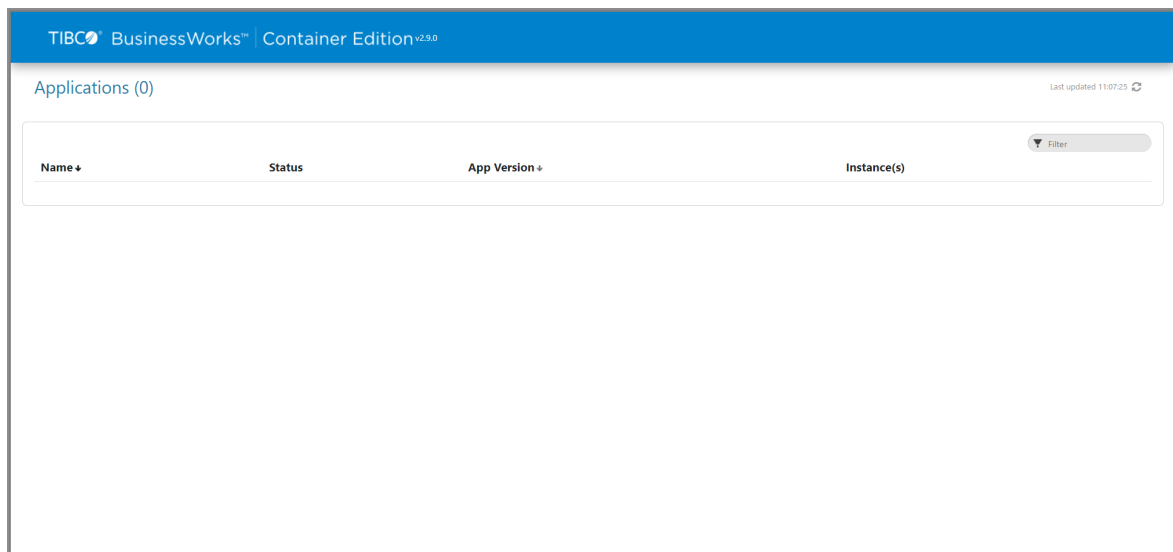 TIBCO® BusinessWorks™ | Container Edition v2.9.0
Applications (0)
Last updated 11:07:25
Filter
Name Status App Version Instance(s)